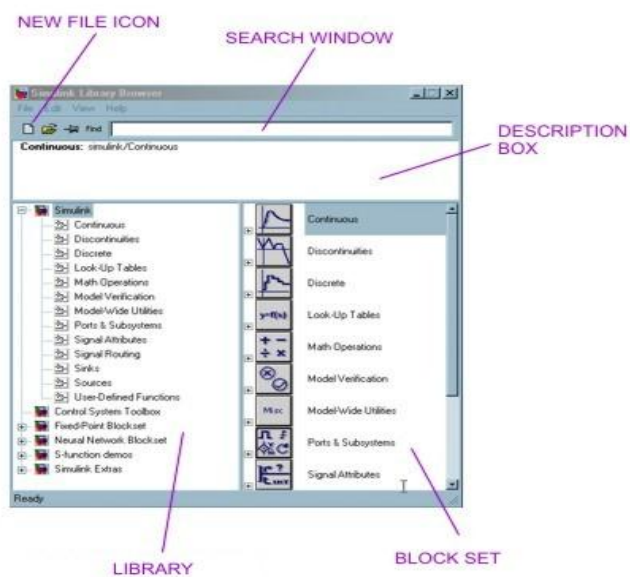 NEW FILE ICON
SEARCH WINDOW
Simulink Library Browser
File Edit View Help
Find
DESCRIPTION
BOX
Continuous: simulink/Continuous
Simulink
Continuous
Discontinuities
Discrete
Look-Up Tables
Math Operations
Model Verification
Model-Wide Utilities
Ports & Subsystems
Signal Attributes
Signal Routing
Sinks
Sources
User-Defined Functions
Control System Toolbox
Fixed-Point Blockset
Neural Network Blockset
S-function demos
Simulink Extras
Continuous
Discontinuities
Discrete
y=f(u) Look-Up Tables
Math Operations
Model Verification
Misc Model-Wide Utilities
Ports & Subsystems
Signal Attributes
Ready
LIBRARY
BLOCK SET